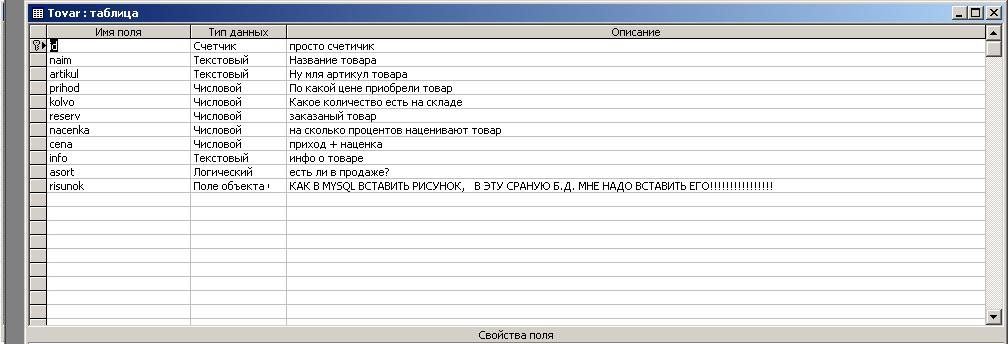 Tovar : таблица
Имя поля Тип данных Описание
id Счетчик просто счетичик
naim Текстовый Название товара
artikul Текстовый Ну мля артикул товара
prihod Числовой По какой цене приобрели товар
kolvo Числовой Какое количество есть на складе
reserv Числовой заказаный товар
nacenka Числовой на сколько процентов наценивают товар
cena Числовой приход + наценка
info Текстовый инфо о товаре
asort Логический есть ли в продаже?
risunok Поле объекта КАК В MYSQL ВСТАВИТЬ РИСУНОК, В ЭТУ СРАНУЮ Б.Д. МНЕ НАДО ВСТАВИТЬ ЕГО!!!!!!!!!!!!!!!!
Свойства поля